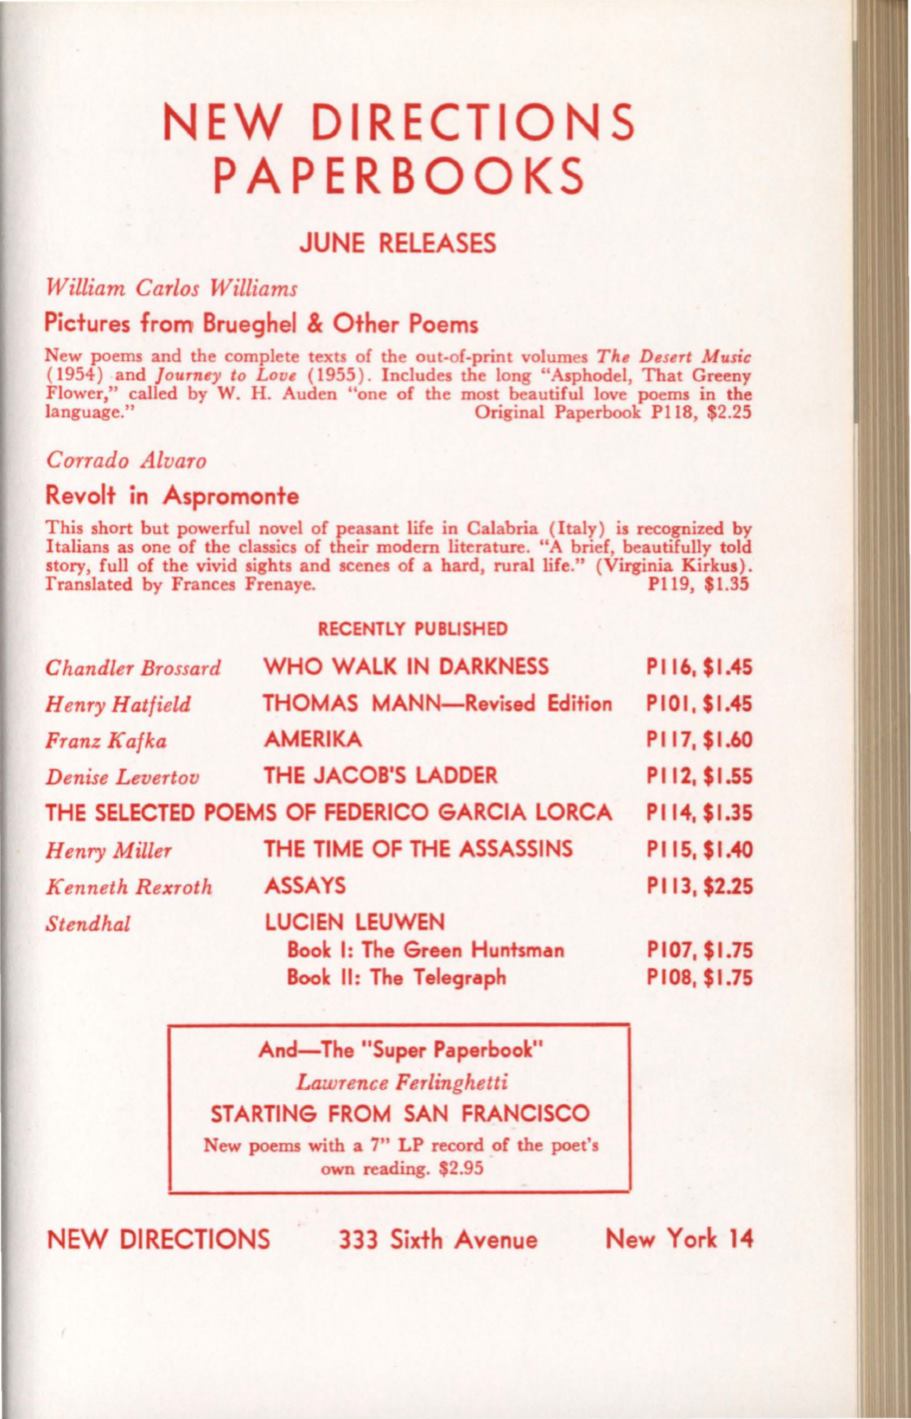 NEW DIRECTIONS
PAPERBOOKS
JUNE RELEASES
William Carlos Williams
Pictures from Brueghel & Other Poems
New poems and the complete texts of the out-of-print volumes The Desert Music
(1954) and Journey to Love (1955). Includes the long “Asphodel, That Greeny
Flower,” called by W. H. Auden “one of the most beautiful love poems in the
language.” Original Paperbook P118, $2.25
Corrado Alvaro
Revolt in Aspromonte
This short but powerful novel of peasant life in Calabria (Italy) is recognized by
Italians as one of the classics of their modern literature. “A brief, beautifully told
story, full of the vivid sights and scenes of a hard, rural life.” (Virginia Kirkus).
Translated by Frances Frenaye. P119, $1.35
RECENTLY PUBLISHED
Chandler Brossard WHO WALK IN DARKNESS P116, $1.45
Henry Hatfield THOMAS MANN—Revised Edition P101, $1.45
Franz Kafka AMERIKA P117, $1.60
Denise Levertov THE JACOB'S LADDER P112, $1.55
THE SELECTED POEMS OF FEDERICO GARCIA LORCA P114, $1.35
Henry Miller THE TIME OF THE ASSASSINS P115, $1.40
Kenneth Rexroth ASSAYS P113, $2.25
Stendhal LUCIEN LEUWEN
Book I: The Green Huntsman P107, $1.75
Book II: The Telegraph P108, $1.75
And—The "Super Paperbook"
Lawrence Ferlinghetti
STARTING FROM SAN FRANCISCO
New poems with a 7” LP record of the poet's
own reading. $2.95
NEW DIRECTIONS 333 Sixth Avenue New York 14